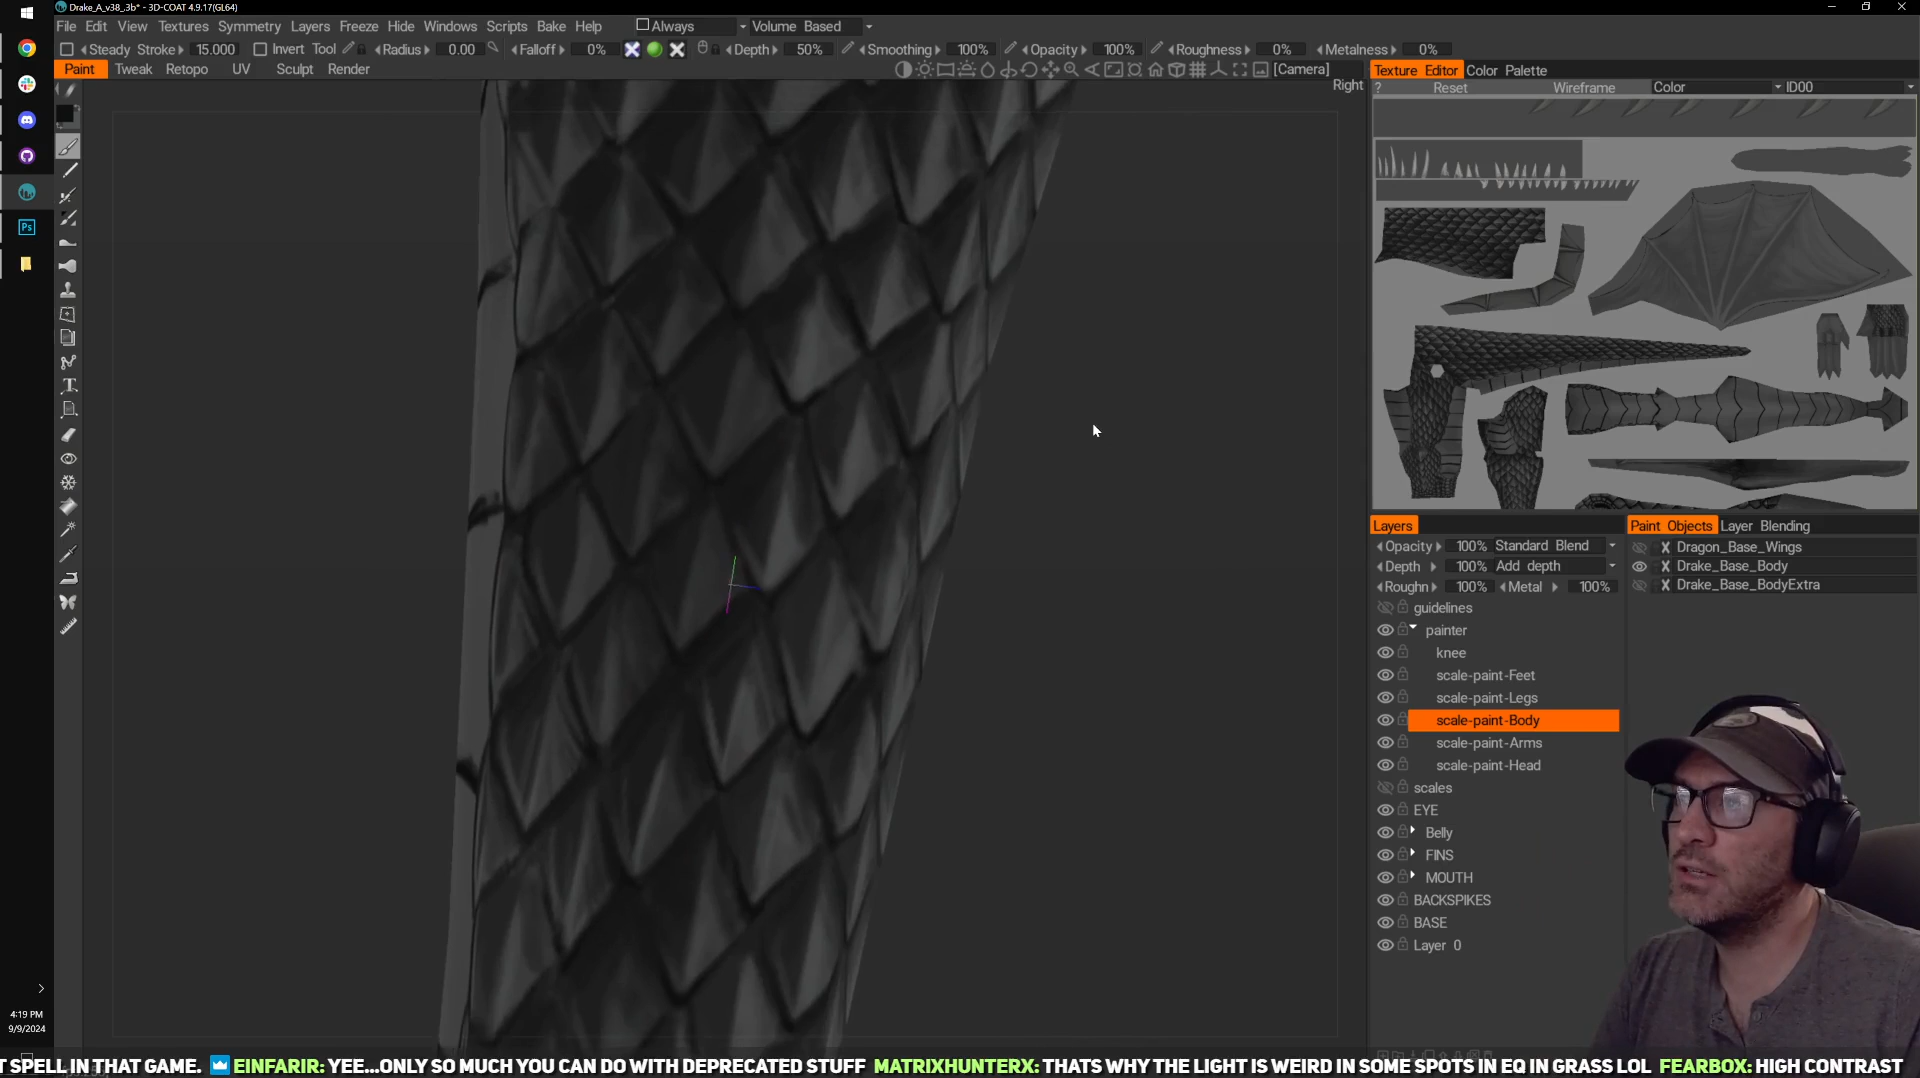 Drake_A_v38_.3b* - 3D-COAT 4.9.17(GL64)
File Edit View Textures Symmetry Layers Freeze Hide Windows Scripts Bake Help Always Volume Based
Steady Stroke 15.000 Invert Tool Radius 0.00 Falloff 0% Depth 50% Smoothing 100% Opacity 100% Roughness 0% Metalness 0%
Paint Tweak Retopo UV Sculpt Render [Camera]
Right
Texture Editor Color Palette
? Reset Wireframe Color ID00
Layers
Opacity 100% Standard Blend
Depth 100% Add depth
Roughn 100% Metal 100%
guidelines
painter
knee
scale-paint-Feet
scale-paint-Legs
scale-paint-Body
scale-paint-Arms
scale-paint-Head
scales
EYE
Belly
FINS
MOUTH
BACKSPIKES
BASE
Layer 0
Paint Objects Layer Blending
X Dragon_Base_Wings
X Drake_Base_Body
X Drake_Base_BodyExtra
Ps
4:19 PM
9/9/2024
T SPELL IN THAT GAME. EINFARIR: YEE...ONLY SO MUCH YOU CAN DO WITH DEPRECATED STUFF MATRIXHUNTERX: THATS WHY THE LIGHT IS WEIRD IN SOME SPOTS IN EQ IN GRASS LOL FEARBOX: HIGH CONTRAST